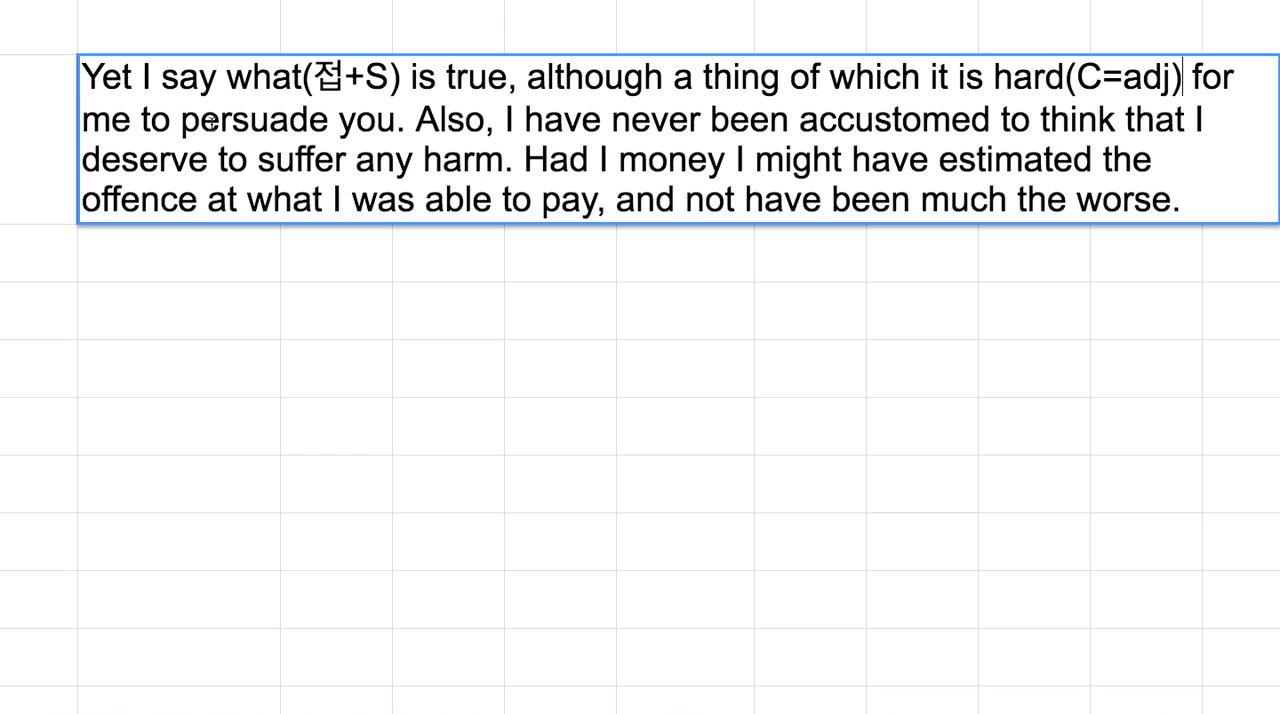 Yet I say what(접+S) is true, although a thing of which it is hard(C=adj) for
me to persuade you. Also, I have never been accustomed to think that I
deserve to suffer any harm. Had I money I might have estimated the
offence at what I was able to pay, and not have been much the worse.